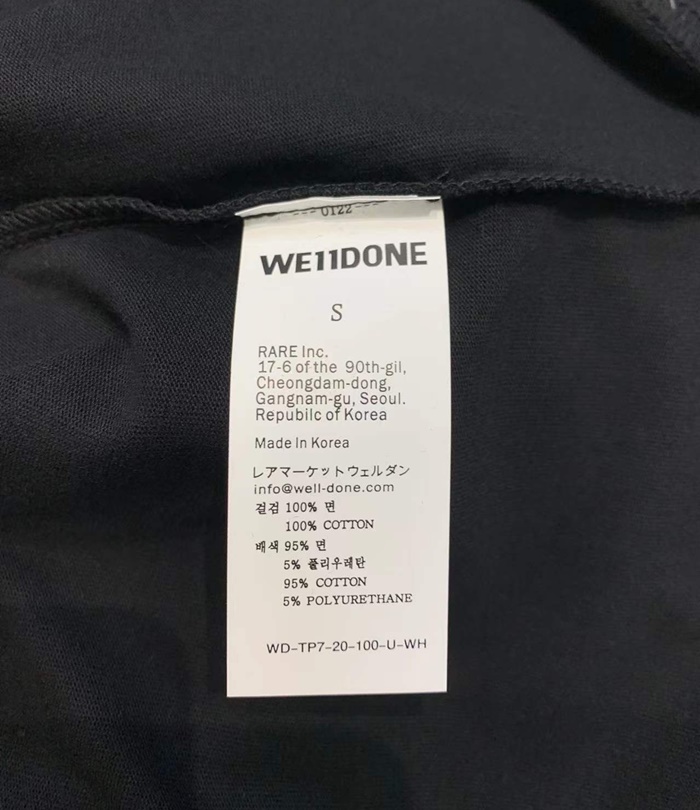 ---0122---
WE11DONE
S
RARE Inc.
17-6 of the 90th-gil,
Cheongdam-dong,
Gangnam-gu, Seoul.
Repubilc of Korea
Made In Korea
レアマーケットウェルダン
info@well-done.com
겉검 100% 면
100% COTTON
배색 95% 면
5% 폴리우레탄
95% COTTON
5% POLYURETHANE
WD-TP7-20-100-U-WH